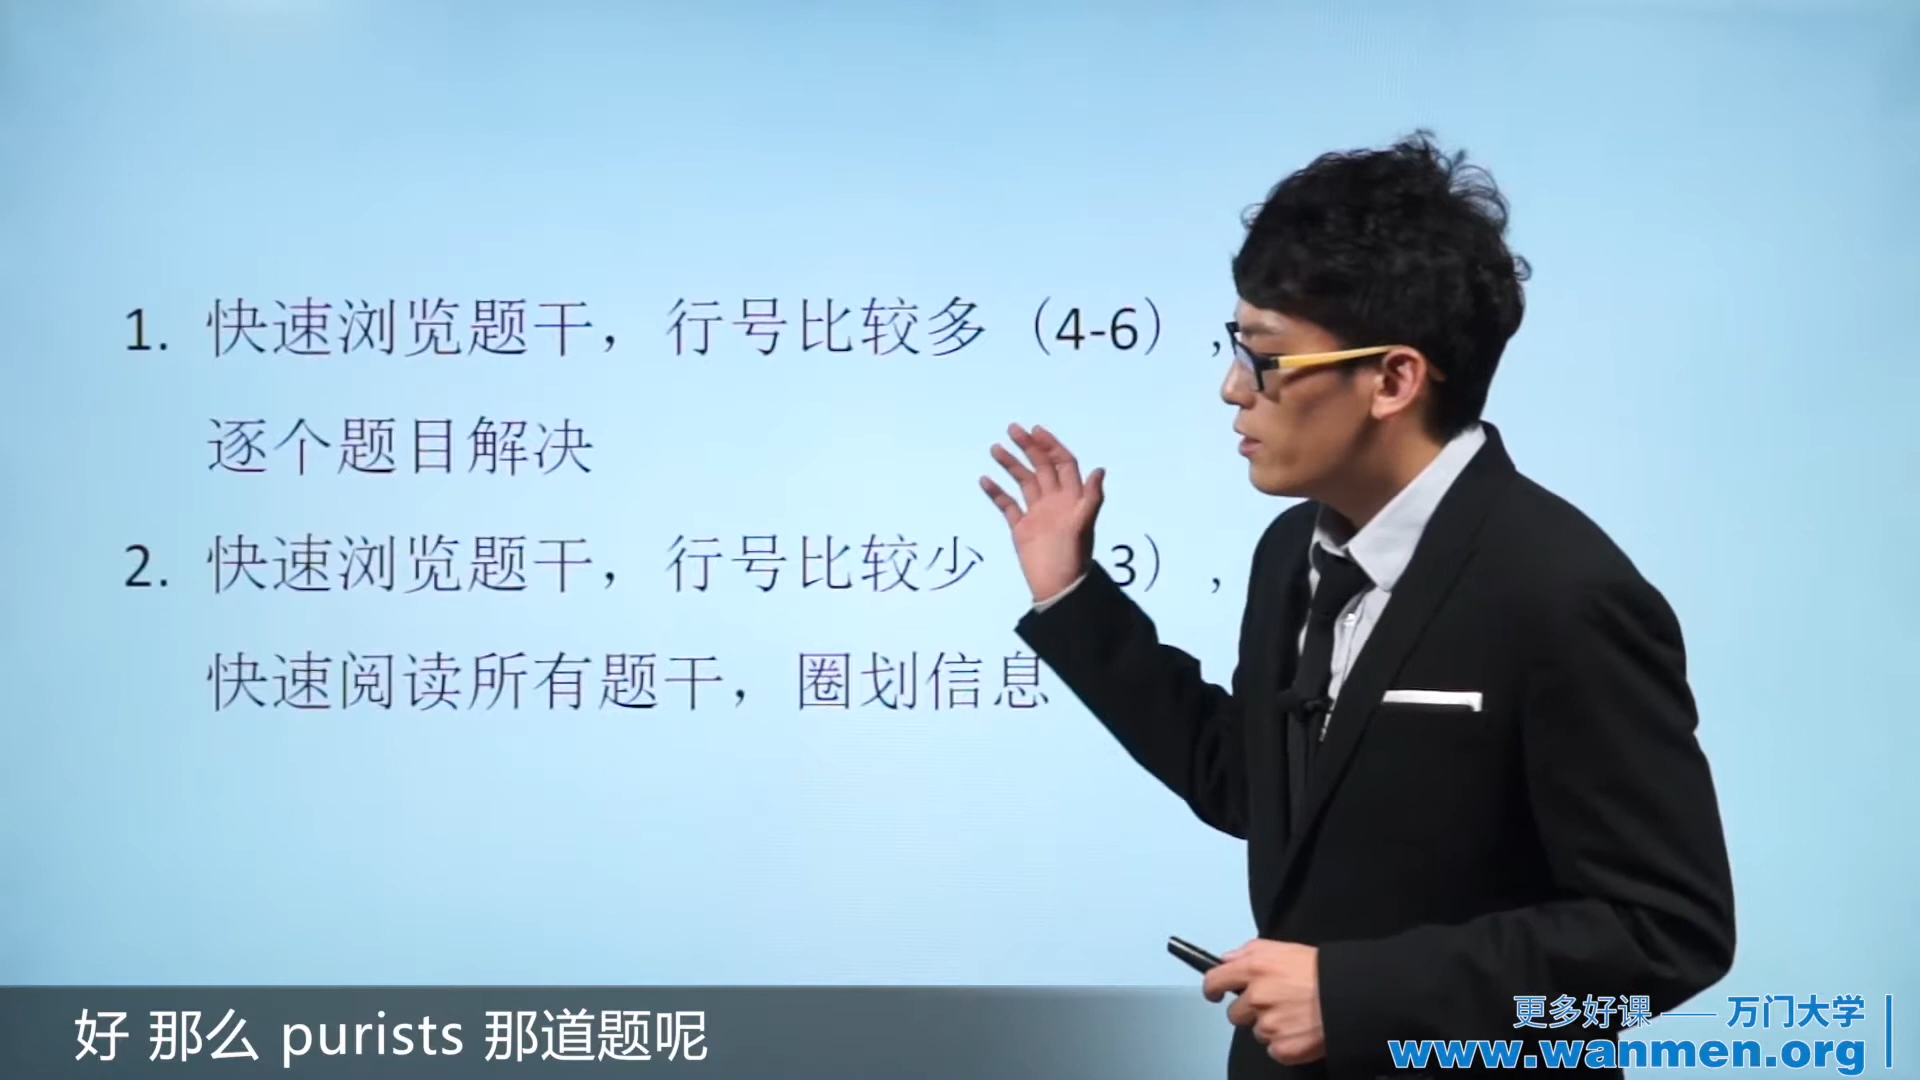 1. 快速浏览题干，行号比较多（4-6），
逐个题目解决
2. 快速浏览题干，行号比较少 3），
快速阅读所有题干，圈划信息
好 那么 purists 那道题呢
更多好课 —— 万门大学
www.wanmen.org